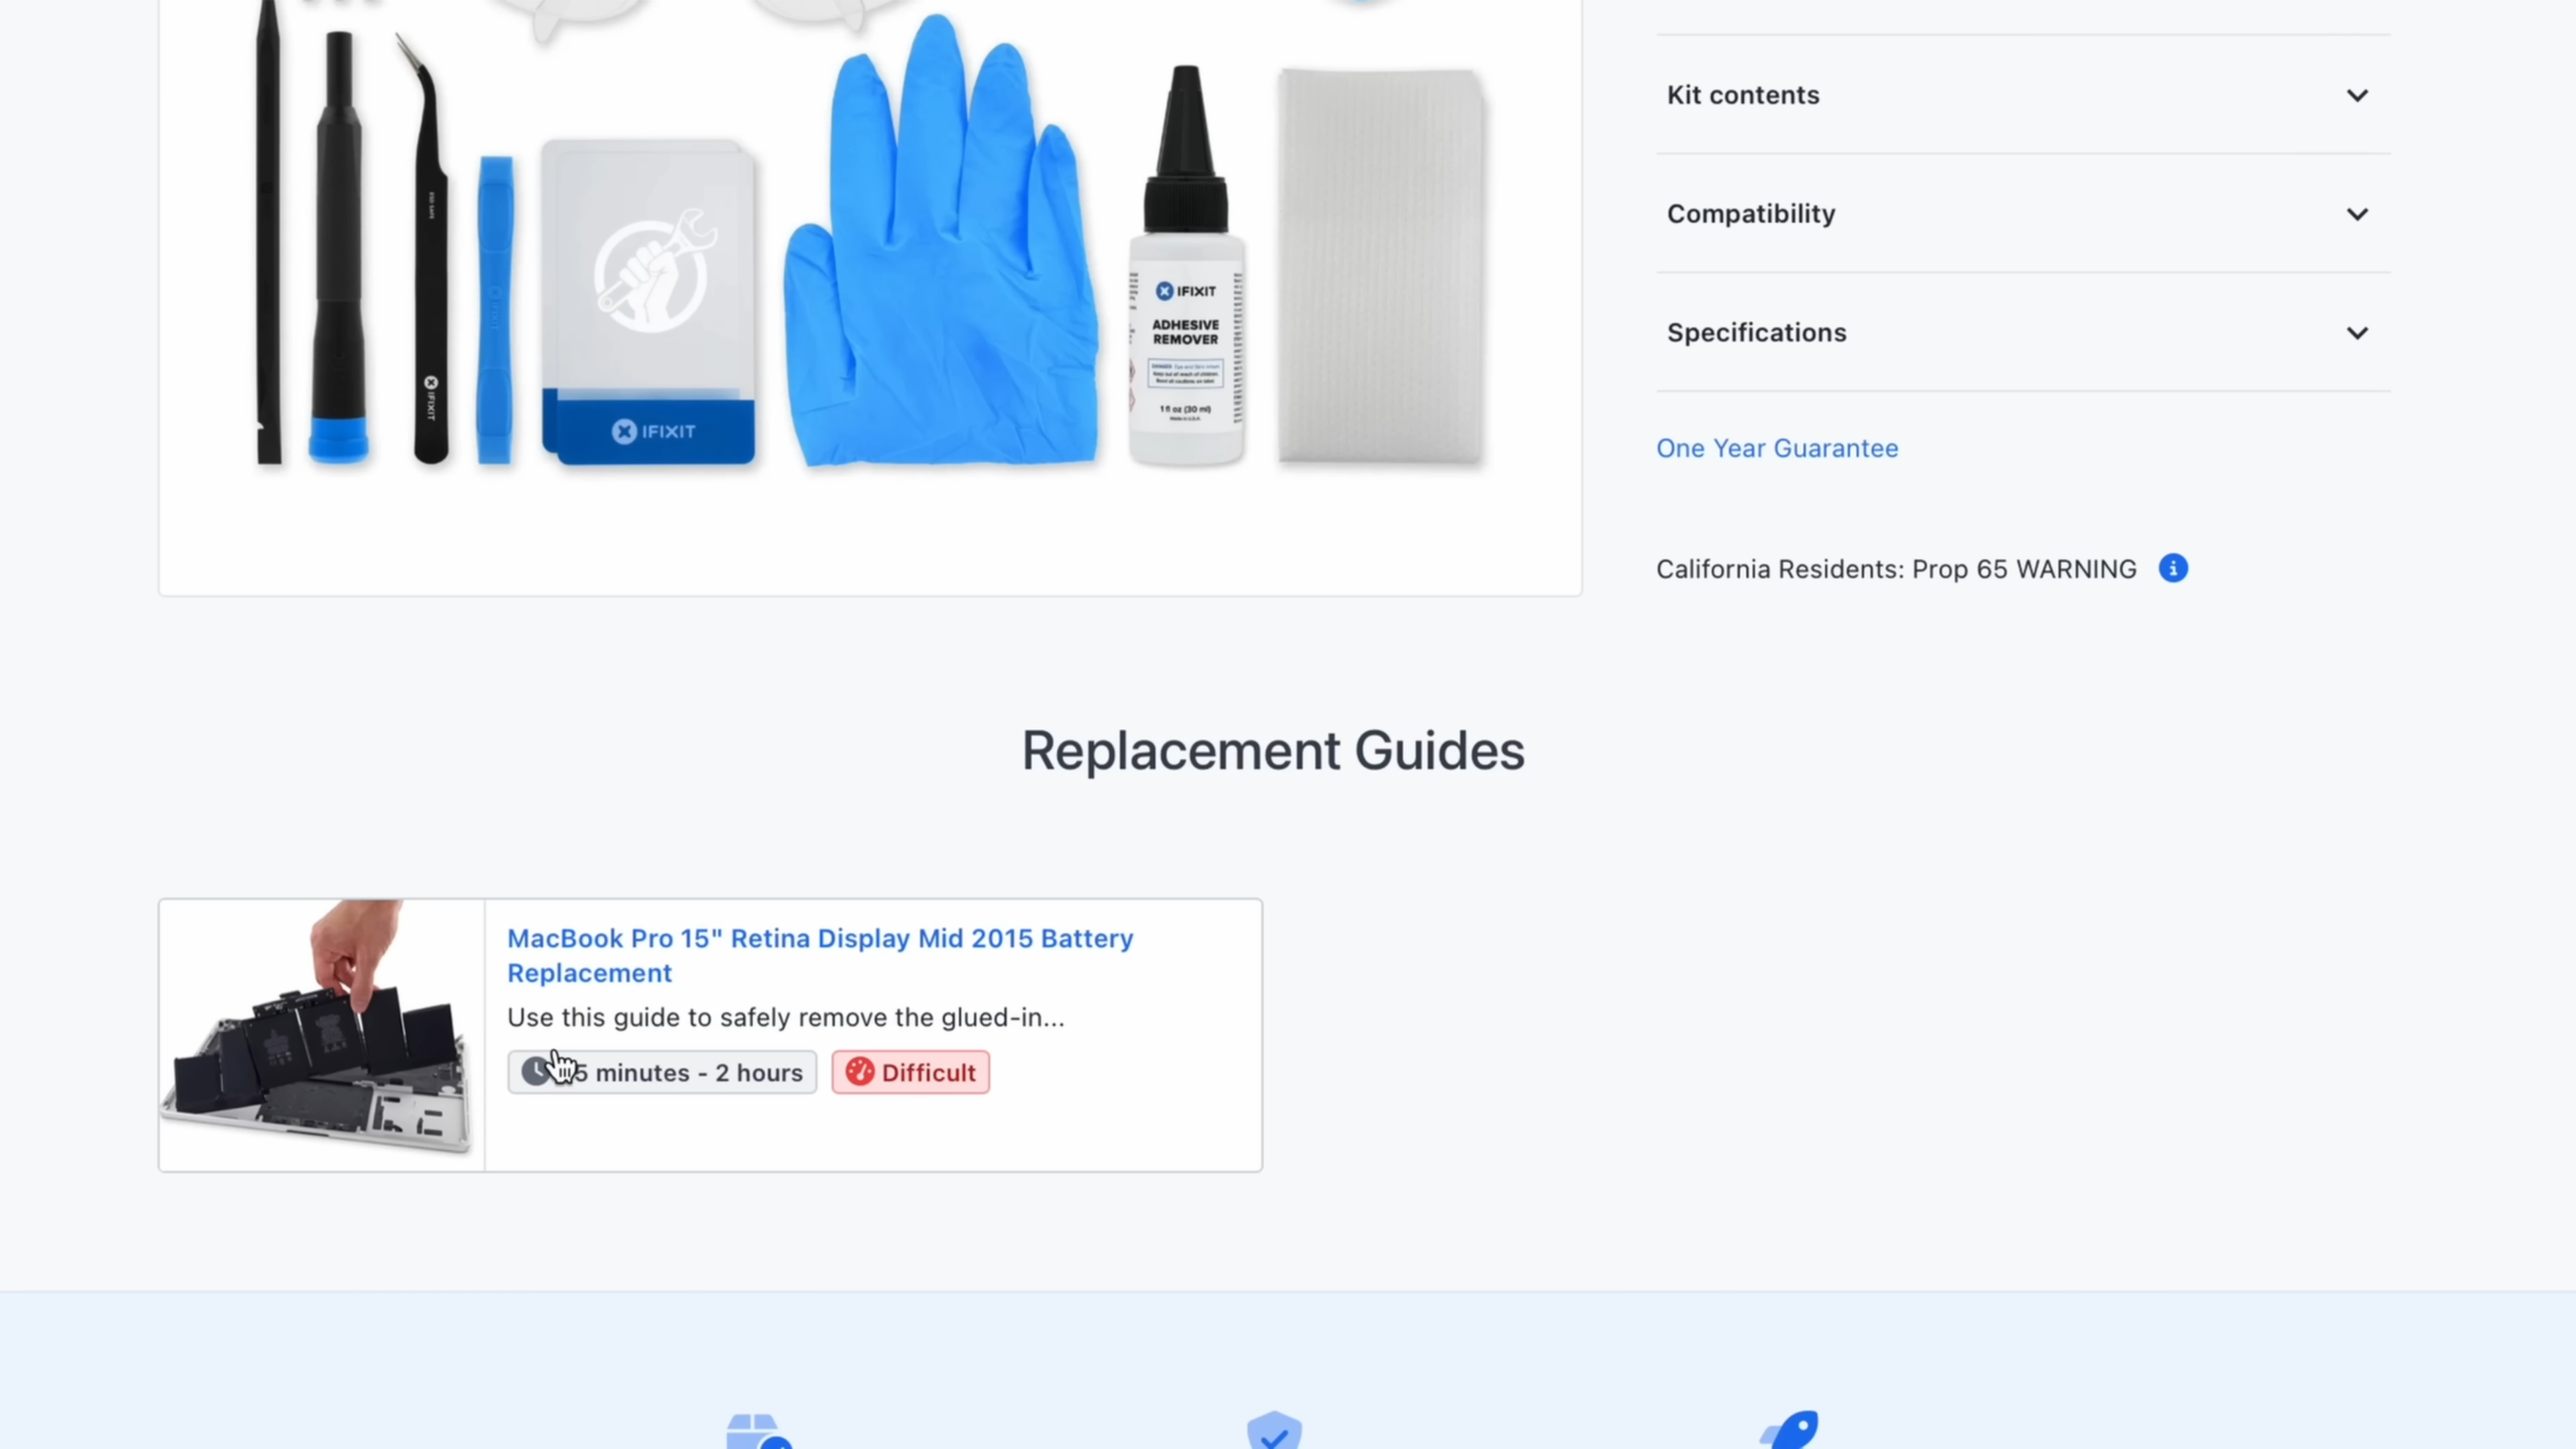 Kit contents
Compatibility
Specifications
One Year Guarantee
California Residents: Prop 65 WARNING
IFIXIT
IFIXIT
IFIXIT
ADHESIVE
REMOVER
1 fl oz (30 ml)
Replacement Guides
MacBook Pro 15" Retina Display Mid 2015 Battery
Replacement
Use this guide to safely remove the glued-in...
minutes - 2 hours
Difficult